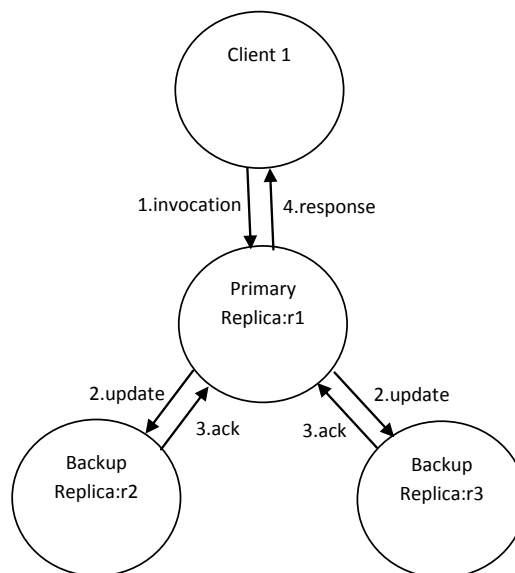 Client 1
1.invocation
4.response
Primary
Replica:r1
2.update
2.update
3.ack
3.ack
Backup
Replica:r2
Backup
Replica:r3